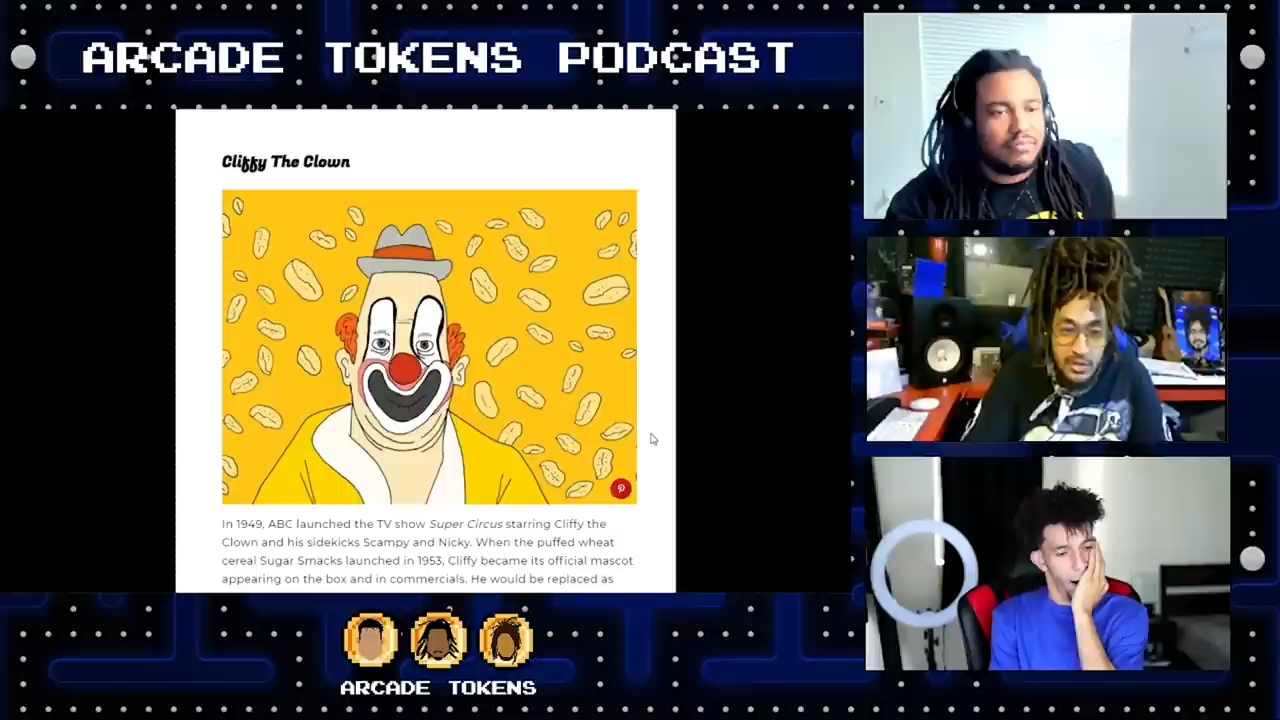 ARCADE TOKENS PODCAST
Cliffy The Clown
In 1949, ABC launched the TV show Super Circus starring Cliffy the
Clown and his sidekicks Scampy and Nicky. When the puffed wheat
cereal Sugar Smacks launched in 1953, Cliffy became its official mascot
appearing on the box and in commercials. He would be replaced as
ARCADE TOKENS